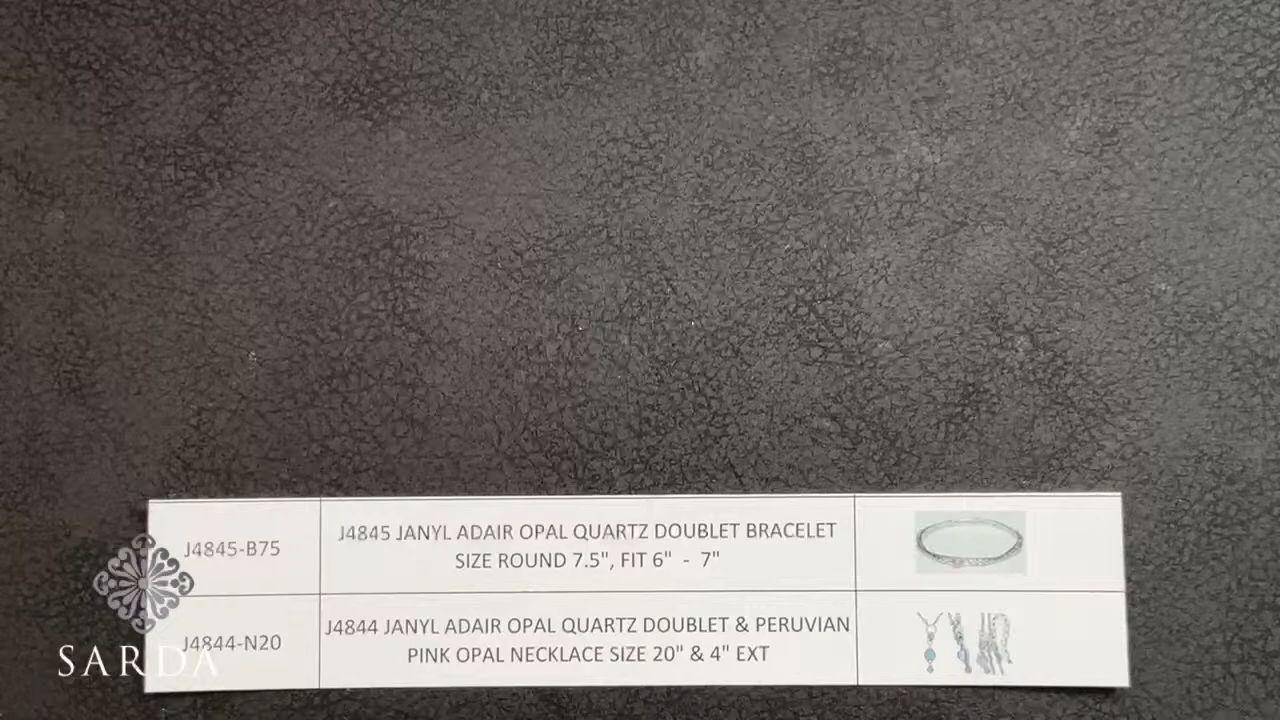 J4845-B75
J4845 JANYL ADAIR OPAL QUARTZ DOUBLET BRACELET
SIZE ROUND 7.5", FIT 6" - 7"
J4844-N20
J4844 JANYL ADAIR OPAL QUARTZ DOUBLET & PERUVIAN
PINK OPAL NECKLACE SIZE 20" & 4" EXT
SARDA